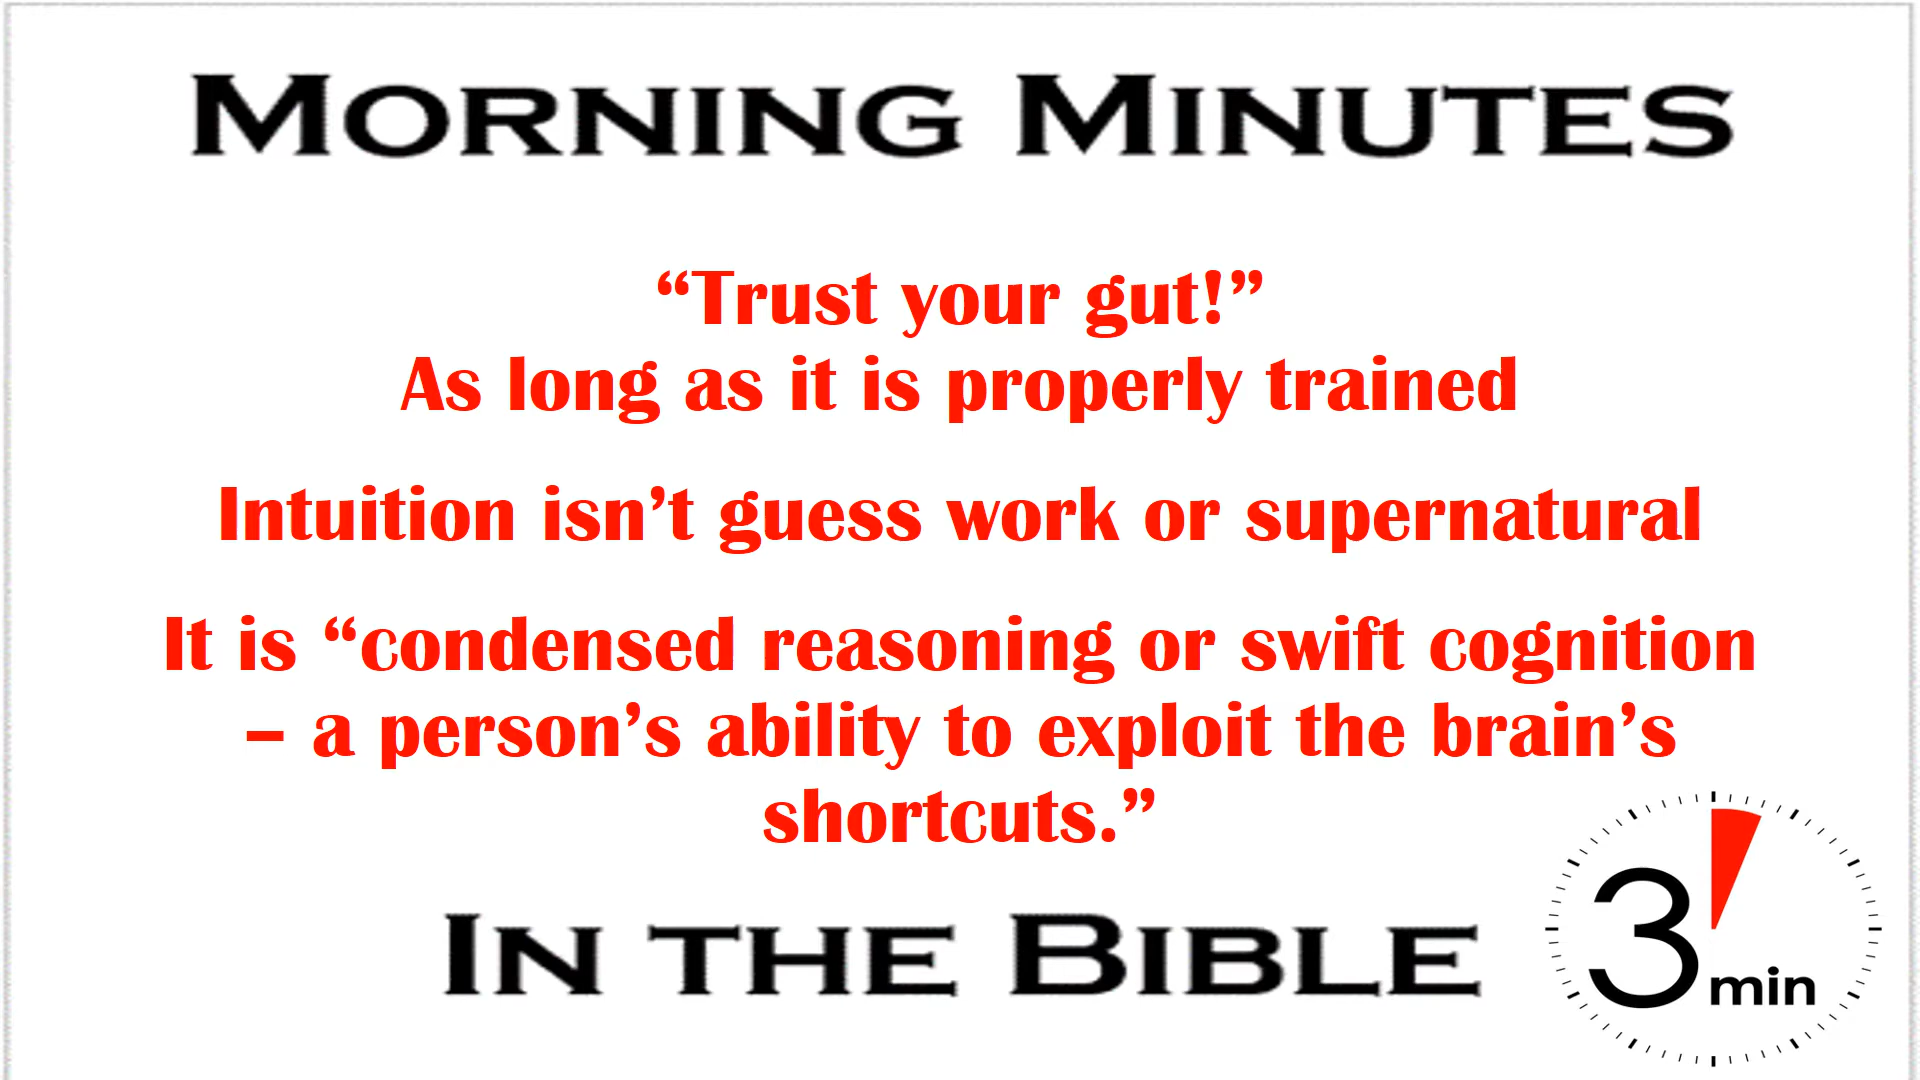 MORNING MINUTES
“Trust your gut!”
As long as it is properly trained
Intuition isn’t guess work or supernatural
It is “condensed reasoning or swift cognition
– a person’s ability to exploit the brain’s
shortcuts.”
IN THE BIBLE
3 min